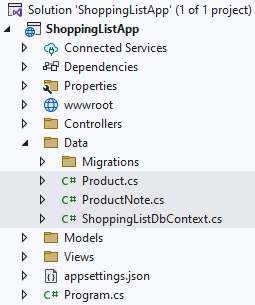 Solution 'ShoppingListApp' (1 of 1 project)
ShoppingListApp
Connected Services
Dependencies
Properties
wwwroot
Controllers
Data
Migrations
C# Product.cs
C# ProductNote.cs
C# ShoppingListDbContext.cs
Models
Views
appsettings.json
C# Program.cs